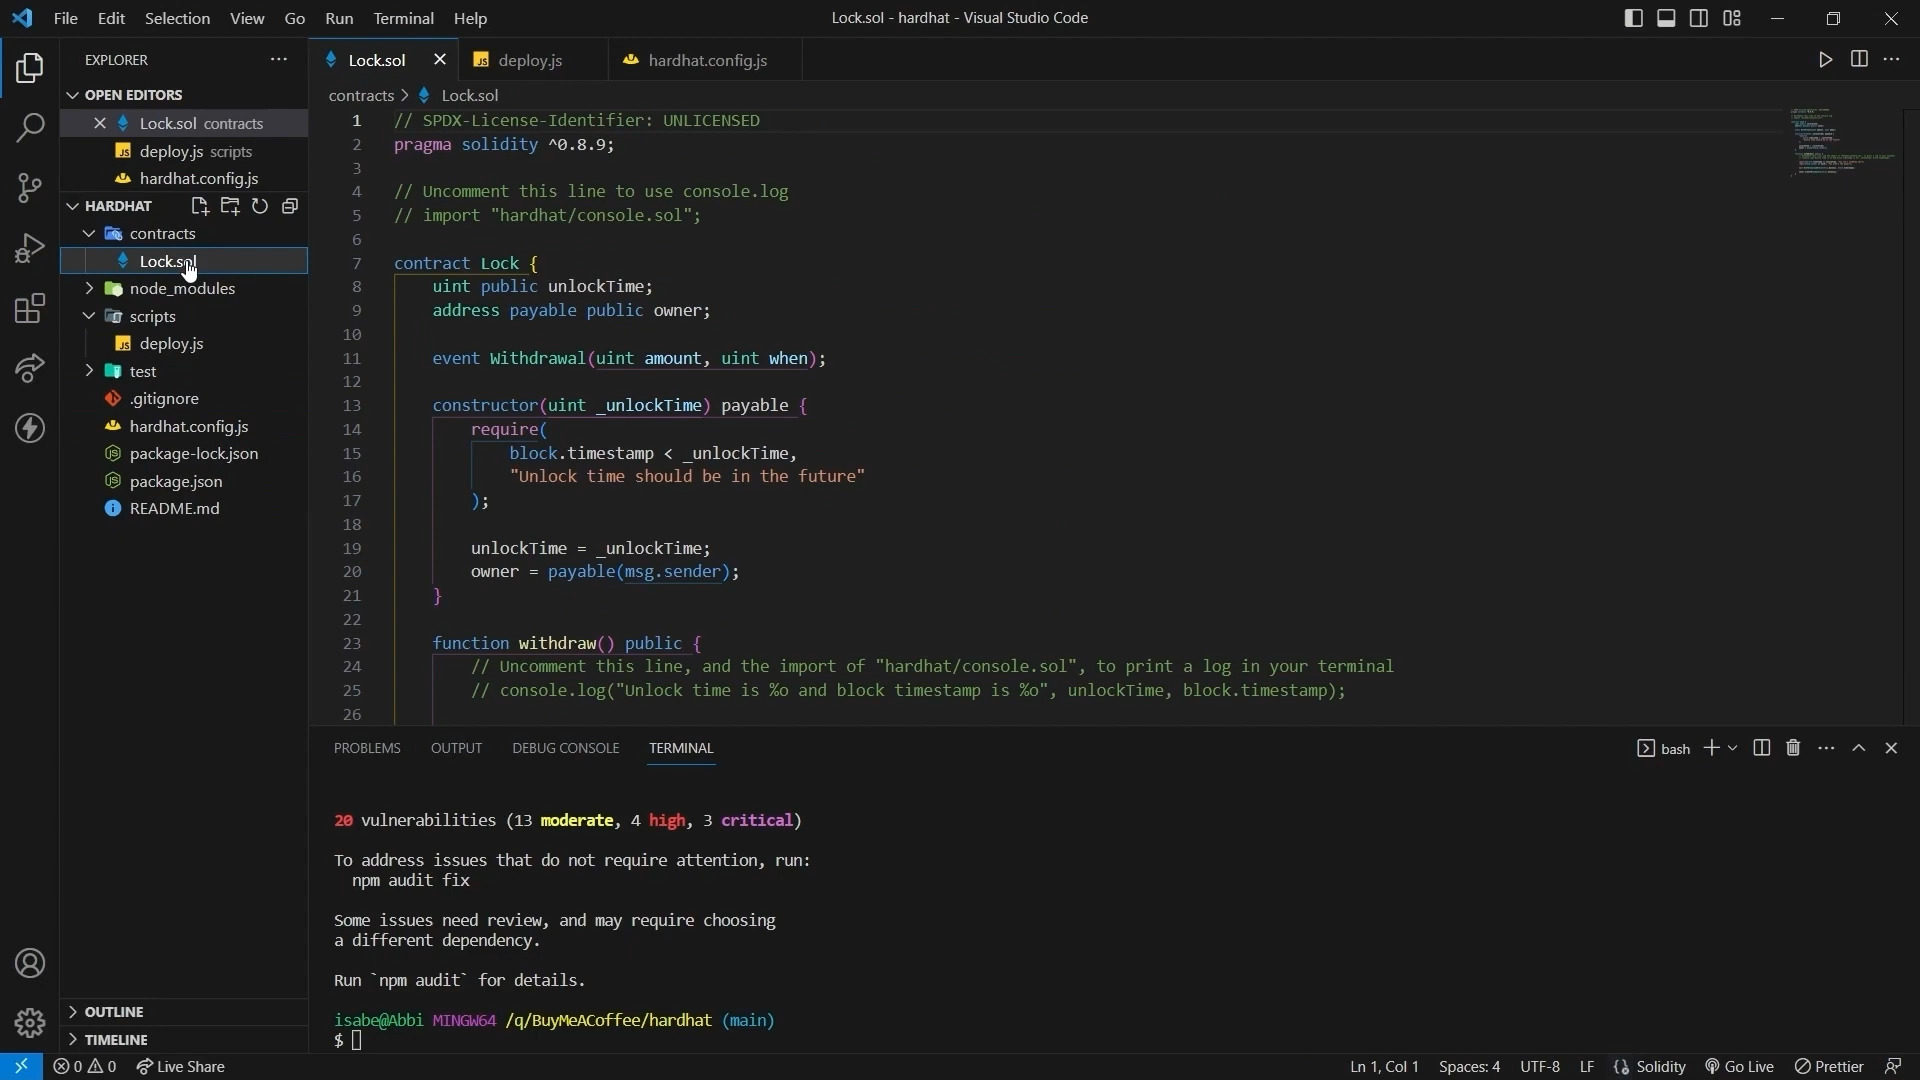 File Edit Selection View Go Run Terminal Help
Lock.sol - hardhat - Visual Studio Code
EXPLORER
OPEN EDITORS
Lock.sol contracts
deploy.js scripts
hardhat.config.js
HARDHAT
contracts
Lock.sol
node_modules
scripts
deploy.js
test
.gitignore
hardhat.config.js
package-lock.json
package.json
README.md
OUTLINE
TIMELINE
Lock.sol deploy.js hardhat.config.js
contracts > Lock.sol
1 // SPDX-License-Identifier: UNLICENSED
2 pragma solidity ^0.8.9;
3
4 // Uncomment this line to use console.log
5 // import "hardhat/console.sol";
6
7 contract Lock {
8 uint public unlockTime;
9 address payable public owner;
10
11 event Withdrawal(uint amount, uint when);
12
13 constructor(uint _unlockTime) payable {
14 require(
15 block.timestamp < _unlockTime,
16 "Unlock time should be in the future"
17 );
18
19 unlockTime = _unlockTime;
20 owner = payable(msg.sender);
21 }
22
23 function withdraw() public {
24 // Uncomment this line, and the import of "hardhat/console.sol", to print a log in your terminal
25 // console.log("Unlock time is %o and block timestamp is %o", unlockTime, block.timestamp);
26
PROBLEMS OUTPUT DEBUG CONSOLE TERMINAL
bash
20 vulnerabilities (13 moderate, 4 high, 3 critical)
To address issues that do not require attention, run:
npm audit fix
Some issues need review, and may require choosing
a different dependency.
Run `npm audit` for details.
isabe@Abbi MINGW64 /q/BuyMeACoffee/hardhat (main)
$
0 0 Live Share
Ln 1, Col 1 Spaces: 4 UTF-8 LF Solidity Go Live Prettier